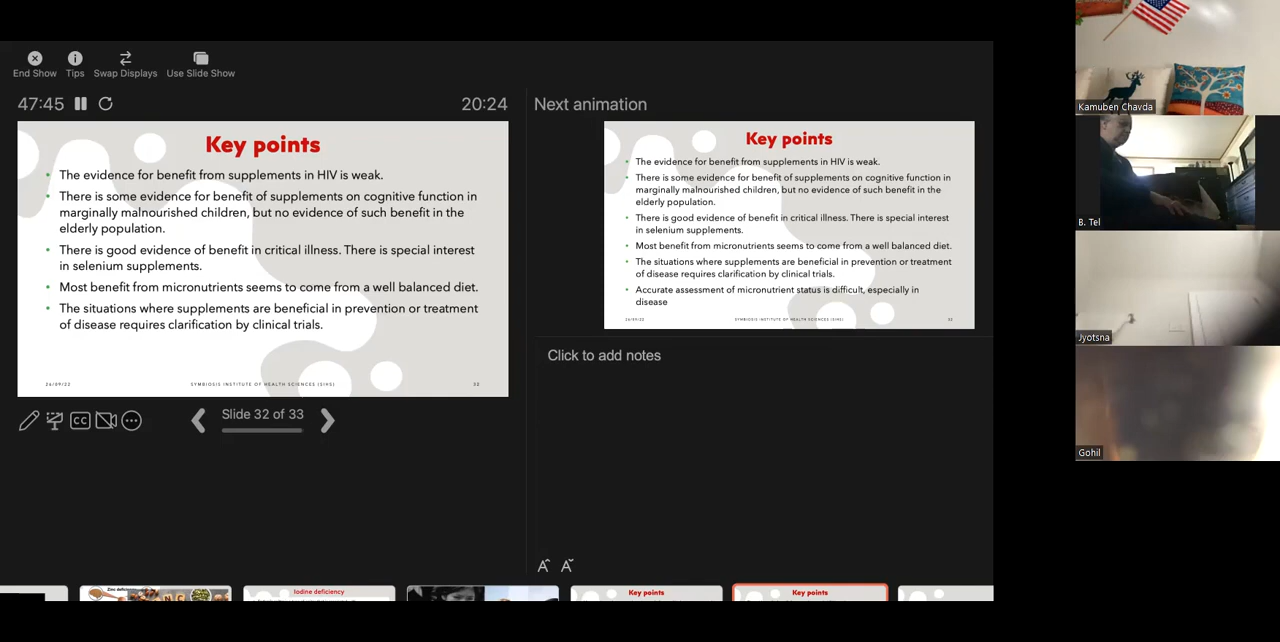 End Show Tips Swap Displays Use Slide Show
47:45 20:24
Key points
• The evidence for benefit from supplements in HIV is weak.
• There is some evidence for benefit of supplements on cognitive function in
marginally malnourished children, but no evidence of such benefit in the
elderly population.
• There is good evidence of benefit in critical illness. There is special interest
in selenium supplements.
• Most benefit from micronutrients seems to come from a well balanced diet.
• The situations where supplements are beneficial in prevention or treatment
of disease requires clarification by clinical trials.
26/09/22 SYMBIOSIS INSTITUTE OF HEALTH SCIENCES (SIHS)
CC
Slide 32 of 33
Next animation
Key points
• The evidence for benefit from supplements in HIV is weak.
• There is some evidence for benefit of supplements on cognitive function in
marginally malnourished children, but no evidence of such benefit in the
elderly population.
• There is good evidence of benefit in critical illness. There is special interest
in selenium supplements.
• Most benefit from micronutrients seems to come from a well balanced diet.
• The situations where supplements are beneficial in prevention or treatment
of disease requires clarification by clinical trials.
• Accurate assessment of micronutrient status is difficult, especially in
disease
26/09/22 SYMBIOSIS INSTITUTE OF HEALTH SCIENCES (SIHS) 32
Click to add notes
A A
Zinc deficiency
Iodine deficiency
Key points
Key points
Kamuben Chavda
B. Tel
Jyotsna
Gohil